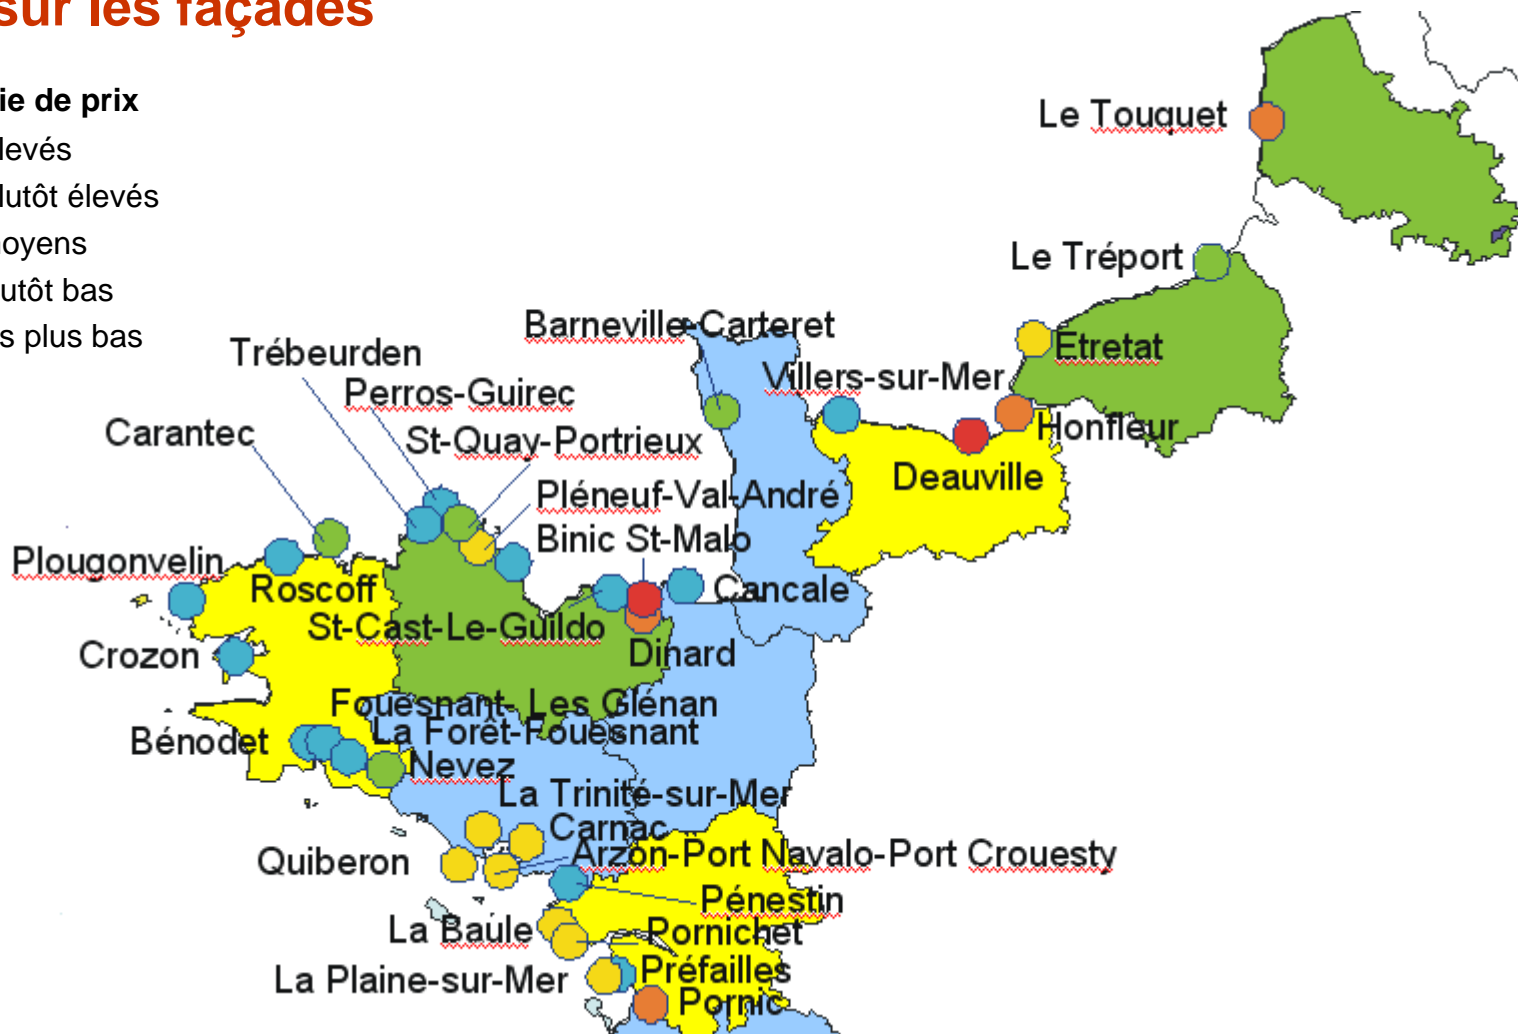 sur les façades
ie de prix
levés
lutôt élevés
oyens
utôt bas
s plus bas
Le Touquet
Le Tréport
Barneville-Carteret
Etretat
Trébeurden
Villers-sur-Mer
Perros-Guirec
Honfleur
Carantec
St-Quay-Portrieux
Deauville
Pléneuf-Val-André
Binic St-Malo
Plougonvelin
Roscoff
Cancale
St-Cast-Le-Guildo
Crozon
Dinard
Fouesnant- Les Glénan
La Forêt-Fouesnant
Bénodet
Nevez
La Trinité-sur-Mer
Carnac
Quiberon
Arzon-Port Navalo-Port Crouesty
Pénestin
La Baule
Pornichet
La Plaine-sur-Mer
Préfailles
Pornic